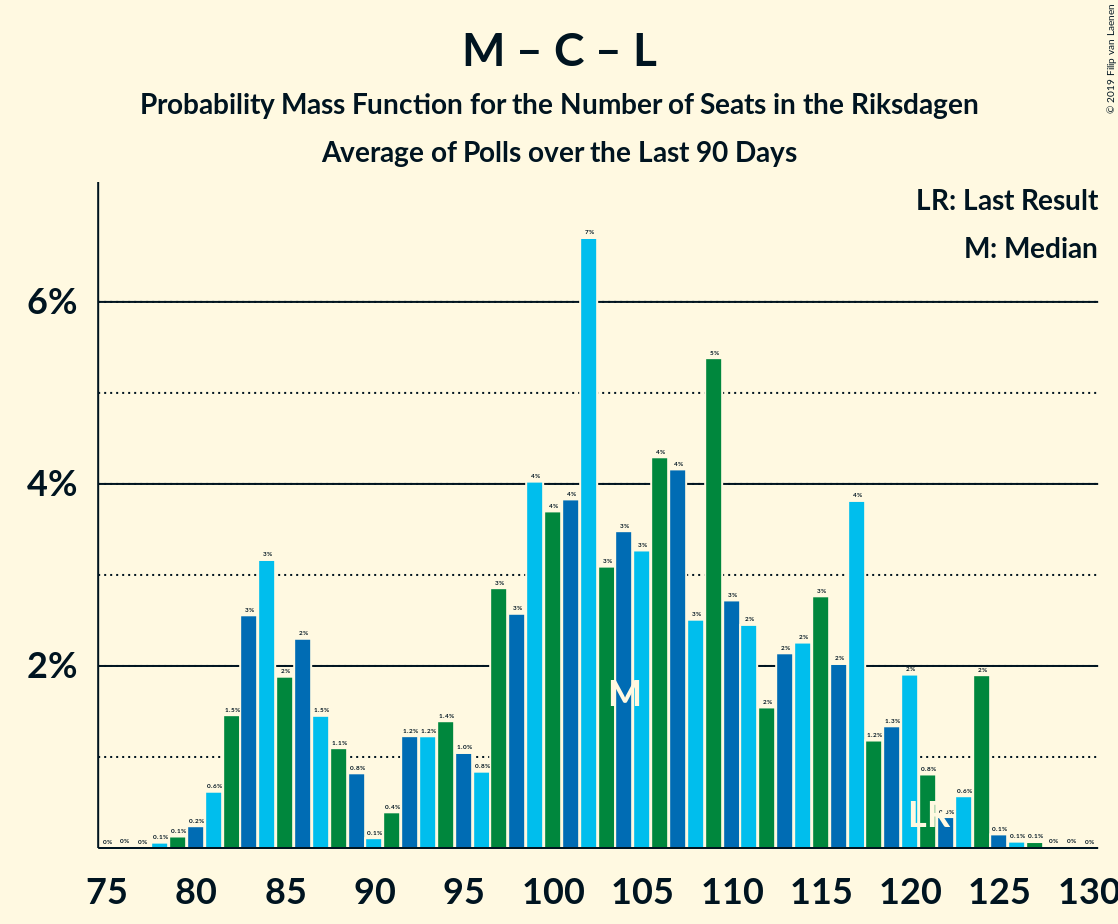 M – C – L
Probability Mass Function for the Number of Seats in the Riksdagen
Average of Polls over the Last 90 Days
© 2019 Filip van Laenen
LR: Last Result
M: Median
6%
4%
2%
0% 0% 0% 0.1% 0.1% 0.2% 0.6% 1.5% 3% 3% 2% 2% 1.5% 1.1% 0.8% 0.1% 0.4% 1.2% 1.2% 1.4% 1.0% 0.8% 3% 3% 4% 4% 4% 7% 3% 3% 3% 4% 4% 3% 5% 3% 2% 2% 2% 2% 3% 2% 4% 1.2% 1.3% 2% 0.8% 0.6% 2% 0.1% 0.1% 0.1% 0% 0% 0%
M
LR
75 80 85 90 95 100 105 110 115 120 125 130